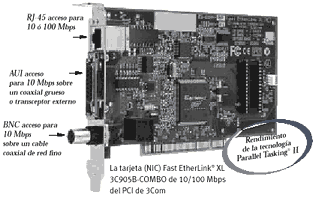 RJ 45 acceso para
10 ó 100 Mbps
AUI acceso
para 10 Mbps sobre
un coaxial grueso
o transceptor externo
BNC acceso para
10 Mbps
sobre un cable
coaxial de red fino
Rendimiento
de la tecnología
Parallel Tasking® II
La tarjeta (NIC) Fast EtherLink® XL
3C905B-COMBO de 10/100 Mbps
del PCI de 3Com